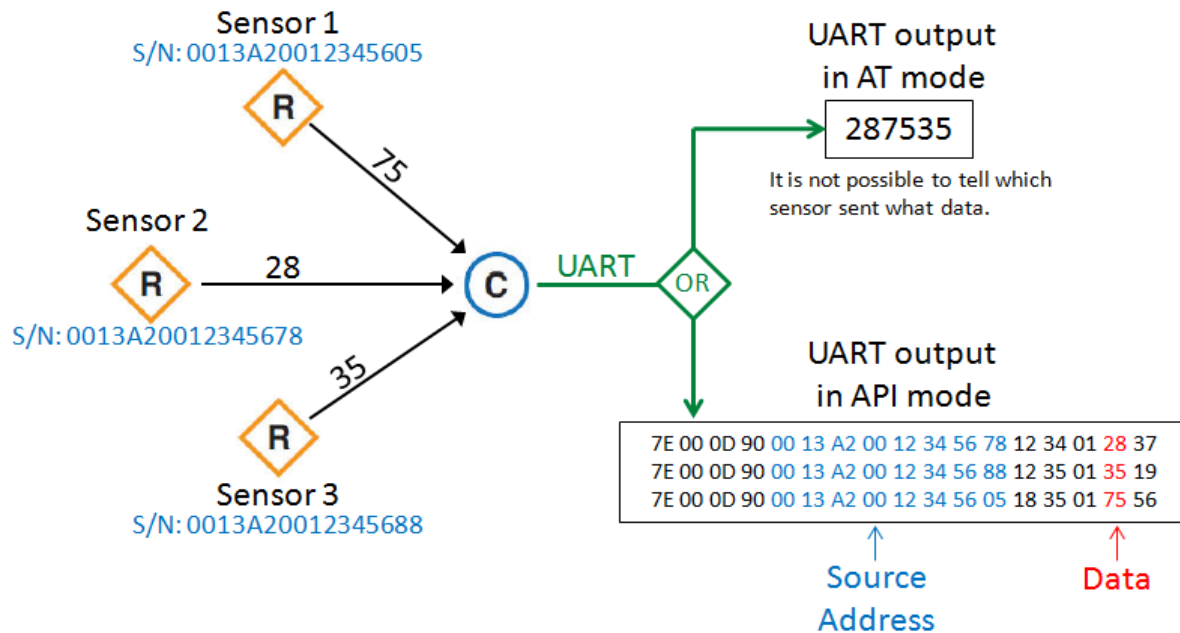 Sensor 1
S/N: 0013A20012345605
R
75
Sensor 2
R
28
S/N: 0013A20012345678
35
R
Sensor 3
S/N: 0013A20012345688
C
UART
OR
UART output
in AT mode
287535
It is not possible to tell which
sensor sent what data.
UART output
in API mode
7E 00 0D 90 00 13 A2 00 12 34 56 78 12 34 01 28 37
7E 00 0D 90 00 13 A2 00 12 34 56 88 12 35 01 35 19
7E 00 0D 90 00 13 A2 00 12 34 56 05 18 35 01 75 56
Source
Address
Data